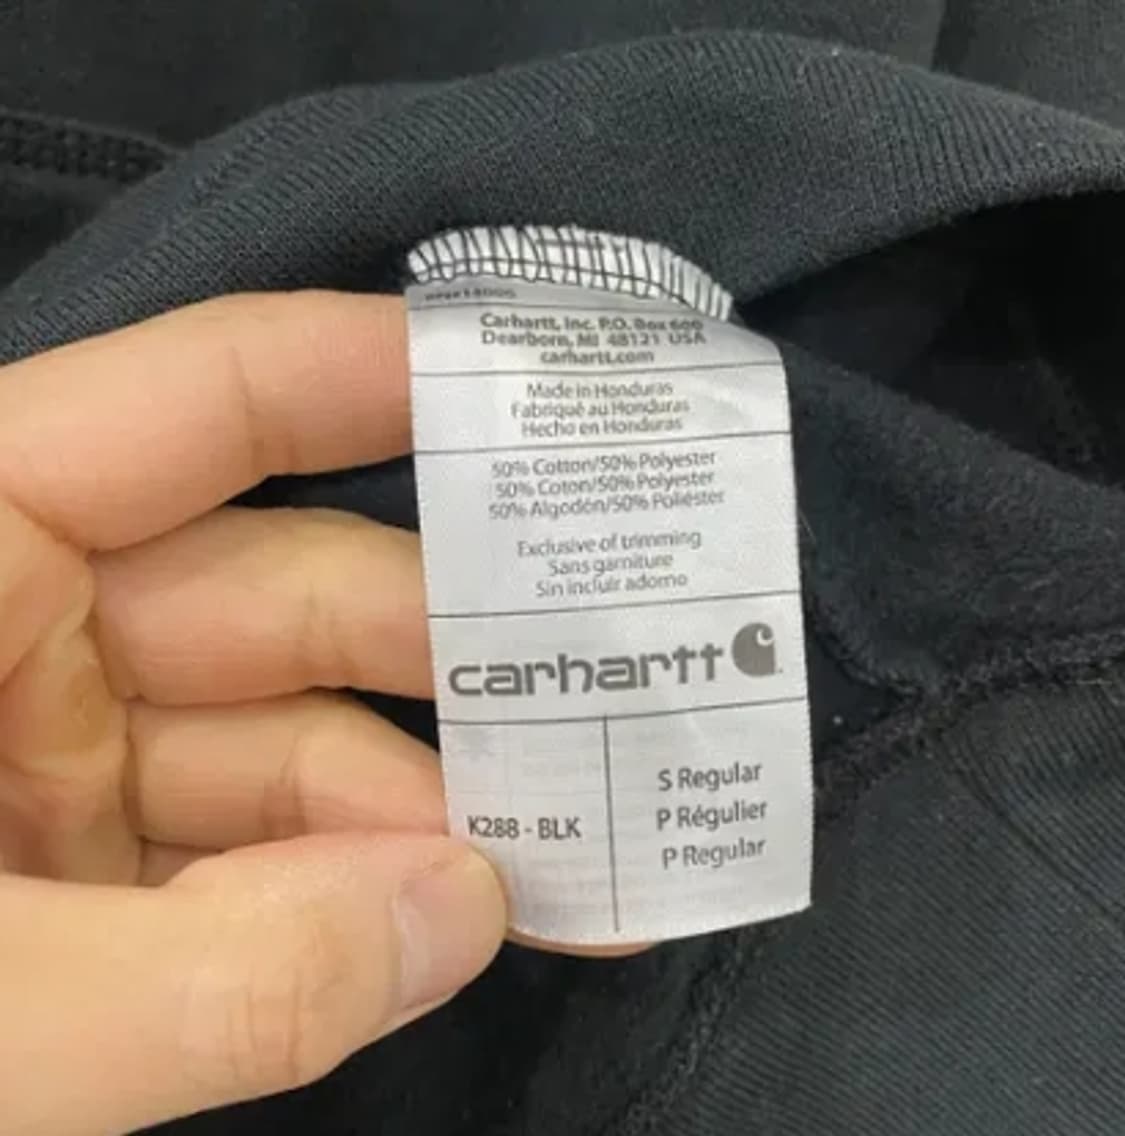 Carhartt, Inc. P.O. Box 600
Dearborn, MI 48121 USA
carhartt.com
Made in Honduras
Fabriqué au Honduras
Hecho en Honduras
50% Cotton/50% Polyester
50% Coton/50% Polyester
50% Algodón/50% Poliéster
Exclusive of trimming
Sans garniture
Sin incluir adorno
carhartt
K288 - BLK
S Regular
P Régulier
P Regular